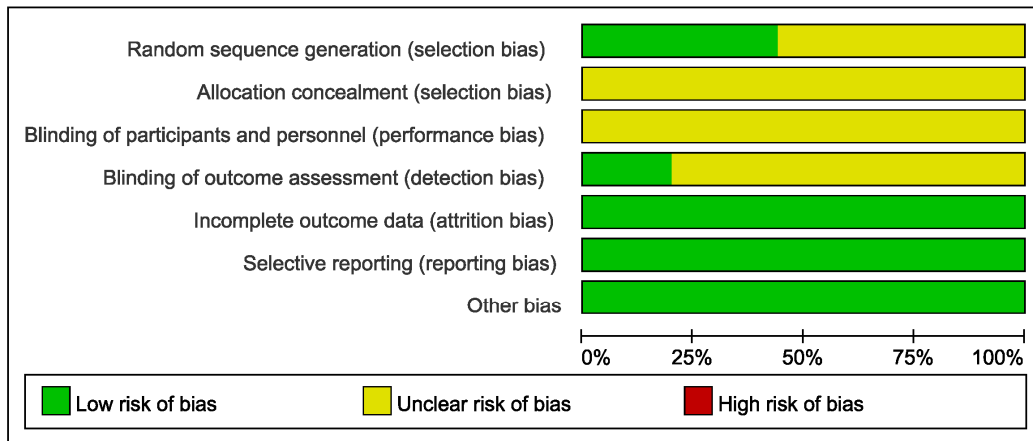 Random sequence generation (selection bias)
Allocation concealment (selection bias)
Blinding of participants and personnel (performance bias)
Blinding of outcome assessment (detection bias)
Incomplete outcome data (attrition bias)
Selective reporting (reporting bias)
Other bias
0% 25% 50% 75% 100%
Low risk of bias Unclear risk of bias High risk of bias